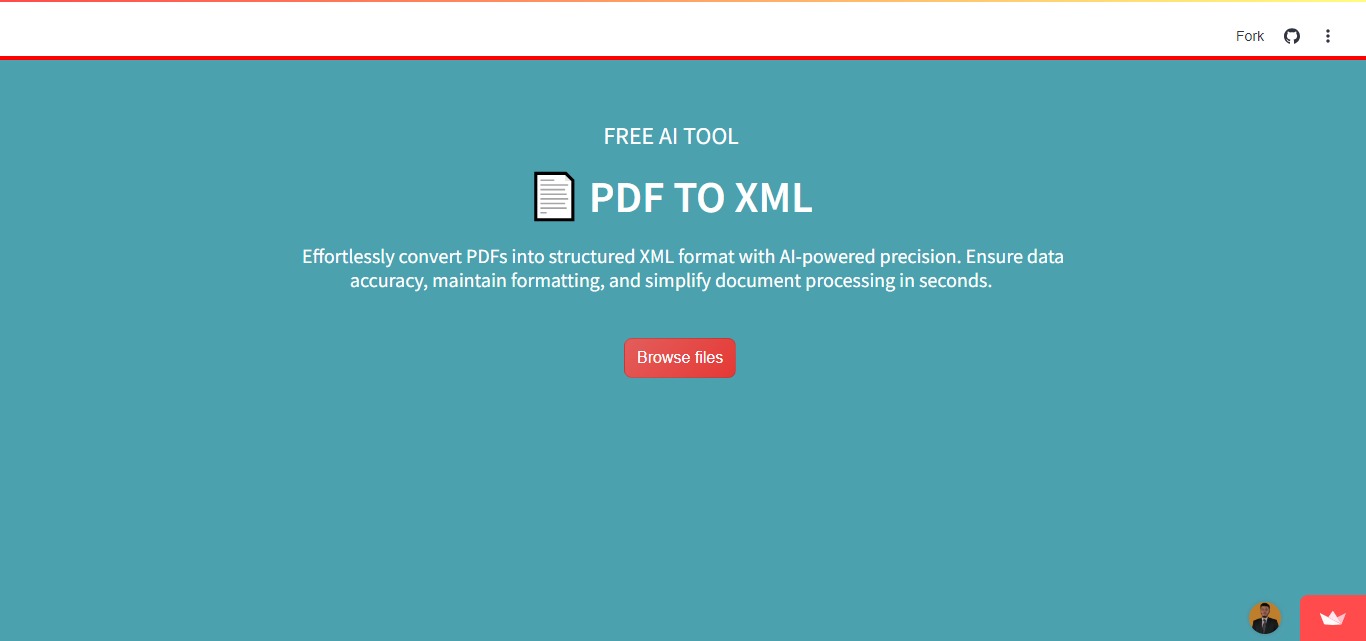 Fork
FREE AI TOOL
PDF TO XML
Effortlessly convert PDFs into structured XML format with AI-powered precision. Ensure data
accuracy, maintain formatting, and simplify document processing in seconds.
Browse files